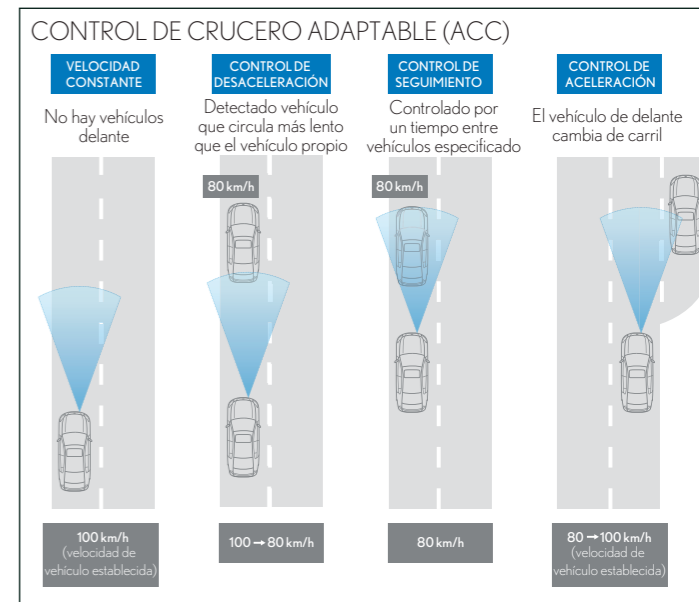 CONTROL DE CRUCERO ADAPTABLE (ACC)
VELOCIDAD
CONSTANTE
No hay vehículos
delante
100 km/h
(velocidad de
vehículo establecida)
CONTROL DE
DESACELERACIÓN
Detectado vehículo
que circula más lento
que el vehículo propio
80 km/h
100 → 80 km/h
CONTROL DE
SEGUIMIENTO
Controlado por
un tiempo entre
vehículos especificado
80 km/h
80 km/h
CONTROL DE
ACELERACIÓN
El vehículo de delante
cambia de carril
80 → 100 km/h
(velocidad de
vehículo establecida)